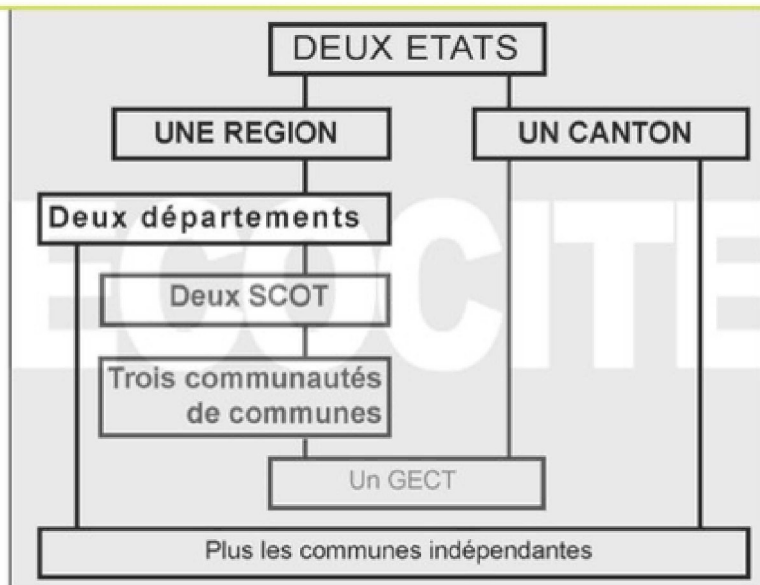 DEUX ETATS
UNE REGION
UN CANTON
Deux départements
ECOCITE
Deux SCOT
Trois communautés
de communes
Un GECT
Plus les communes indépendantes